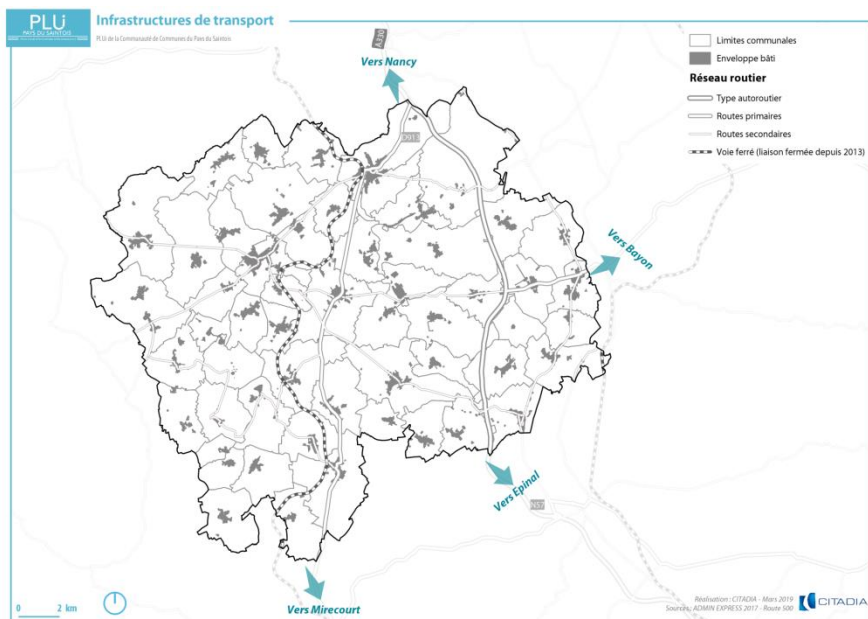 PLUi
PAYS DU SAINTOIS
Infrastructures de transport
PLUi de la Communauté de Communes du Pays du Saintois
A330
Vers Nancy
D913
Limites communales
Enveloppe bâti
Réseau routier
Type autoroutier
Routes primaires
Routes secondaires
Voie ferré (liaison fermée depuis 2013)
Vers Bayon
Vers Epinal
N57
Vers Mirecourt
0 2 km
Réalisation : CITADIA - Mars 2019
Sources : ADMIN EXPRESS 2017 - Route 500
CITADIA